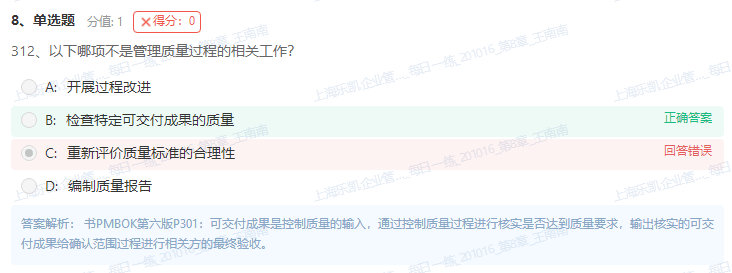 8、单选题 分值: 1 ✕得分：0
312、以下哪项不是管理质量过程的相关工作?
A: 开展过程改进
B: 检查特定可交付成果的质量 正确答案
C: 重新评价质量标准的合理性 回答错误
D: 编制质量报告
答案解析： 书PMBOK第六版P301：可交付成果是控制质量的输入，通过控制质量过程进行核实是否达到质量要求，输出核实的可交
付成果给确认范围过程进行相关方的最终验收。
上海乐凯企业管..._每日一练_201016_第8章_王南南